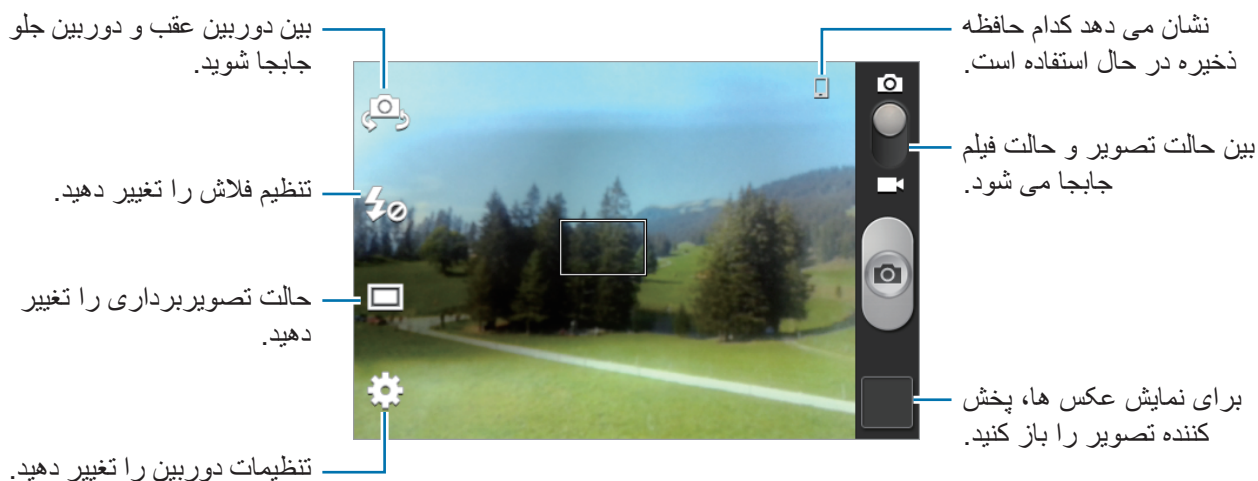 نشان می دهد کدام حافظه
ذخیره در حال استفاده است.
بین حالت تصویر و حالت فیلم
جابجا می شود.
برای نمایش عکس ها، پخش
کننده تصویر را باز کنید.
بین دوربین عقب و دوربین جلو
جابجا شوید.
تنظیم فلاش را تغییر دهید.
حالت تصویربرداری را تغییر
دهید.
تنظیمات دوربین را تغییر دهید.